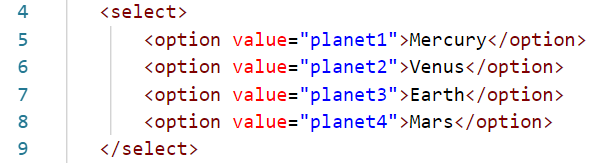 4 <select>
5 <option value="planet1">Mercury</option>
6 <option value="planet2">Venus</option>
7 <option value="planet3">Earth</option>
8 <option value="planet4">Mars</option>
9 </select>